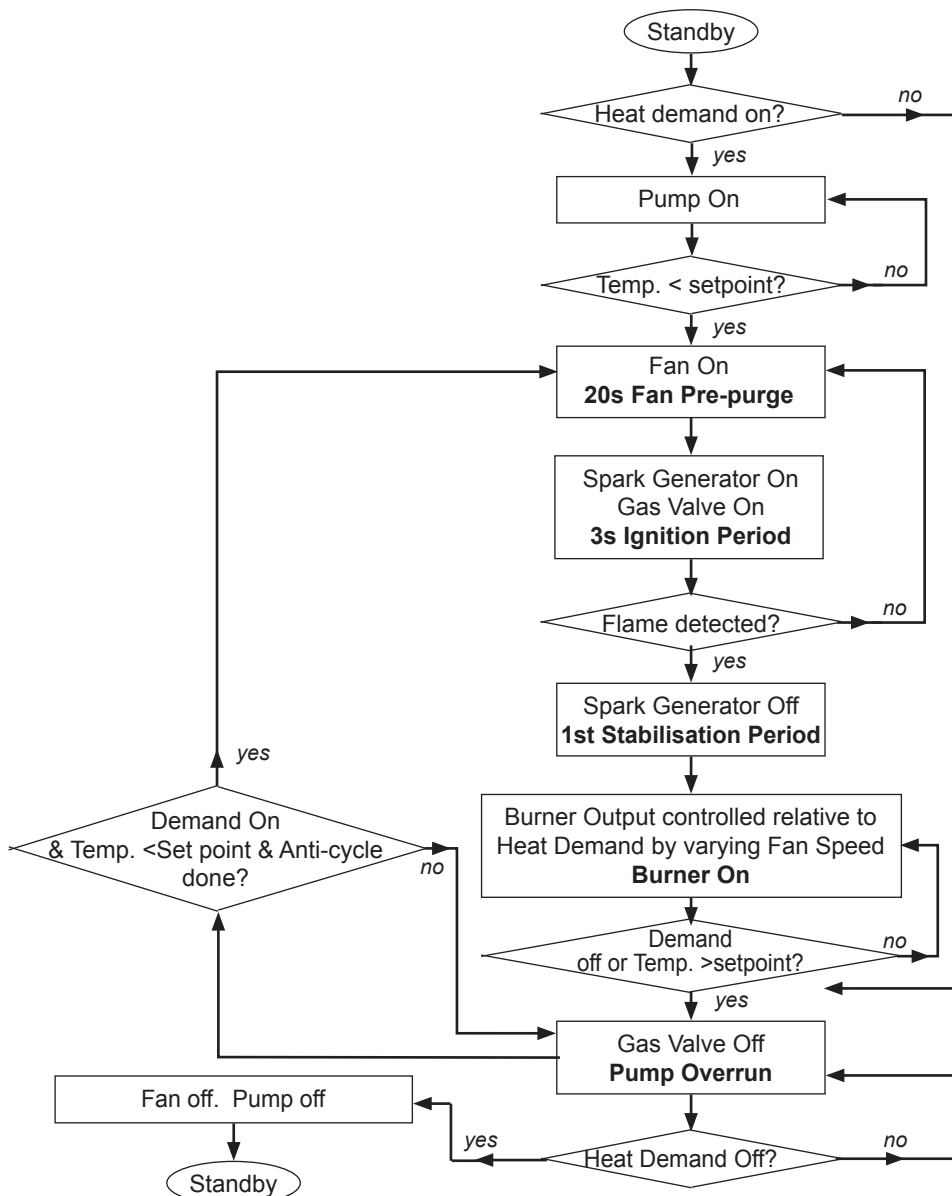 Standby
Heat demand on?
no
yes
Pump On
Temp. < setpoint?
no
yes
Fan On
20s Fan Pre-purge
Spark Generator On
Gas Valve On
3s Ignition Period
Flame detected?
no
yes
Spark Generator Off
1st Stabilisation Period
yes
Demand On
& Temp. <Set point & Anti-cycle
done?
no
Burner Output controlled relative to
Heat Demand by varying Fan Speed
Burner On
Demand
off or Temp. >setpoint?
no
yes
Gas Valve Off
Pump Overrun
Fan off.  Pump off
yes
Heat Demand Off?
no
Standby